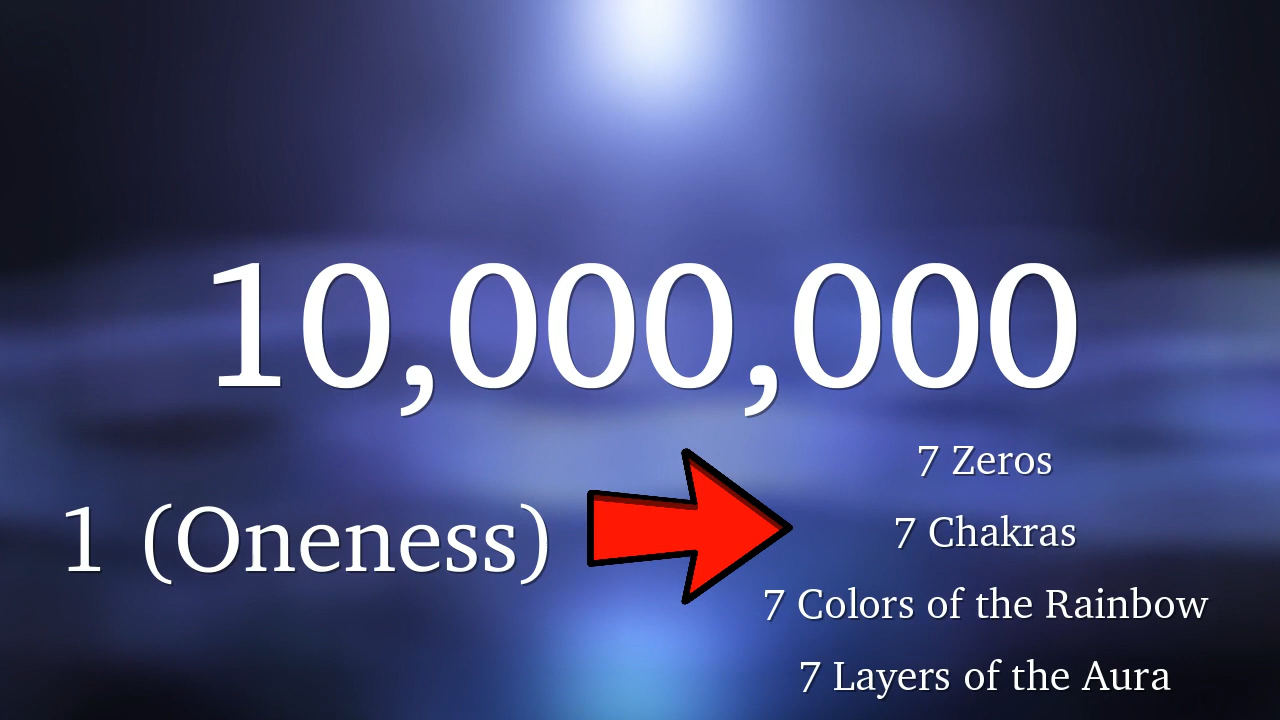 10,000,000
1 (Oneness)
7 Zeros
7 Chakras
7 Colors of the Rainbow
7 Layers of the Aura